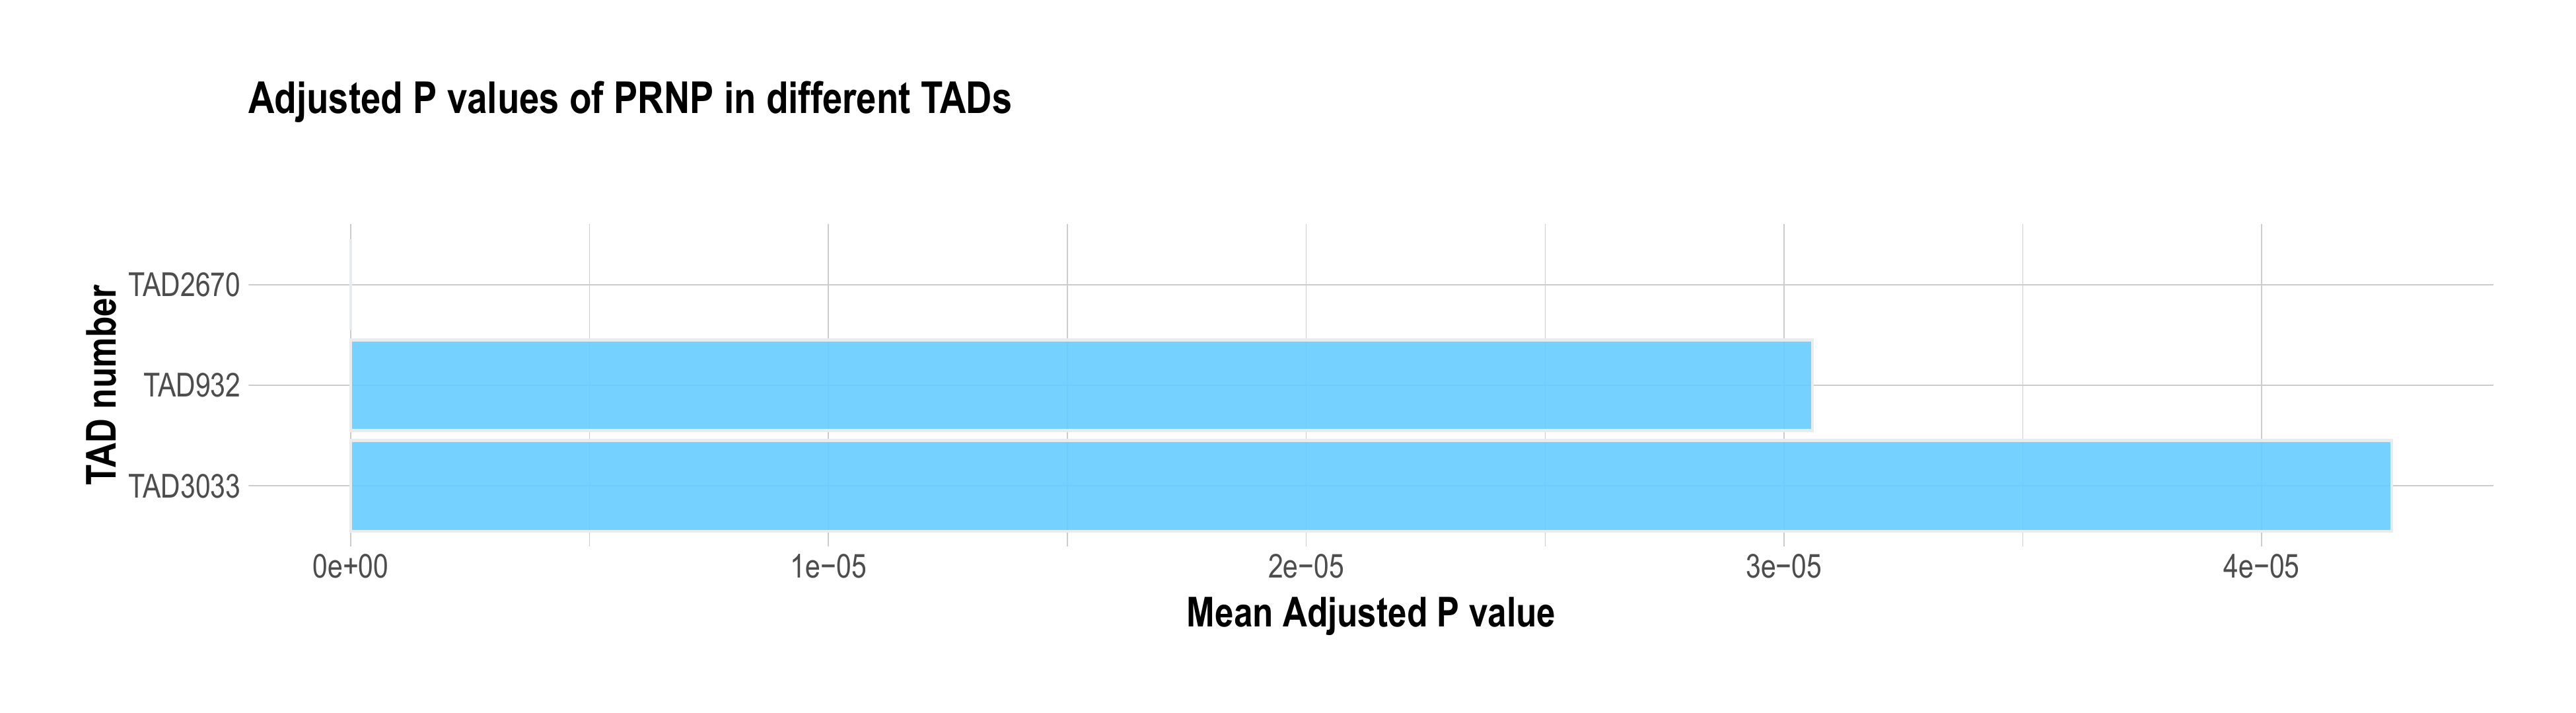 Adjusted P values of PRNP in different TADs
TAD number
TAD2670
TAD932
TAD3033
0e+00 1e−05 2e−05 3e−05 4e−05
Mean Adjusted P value